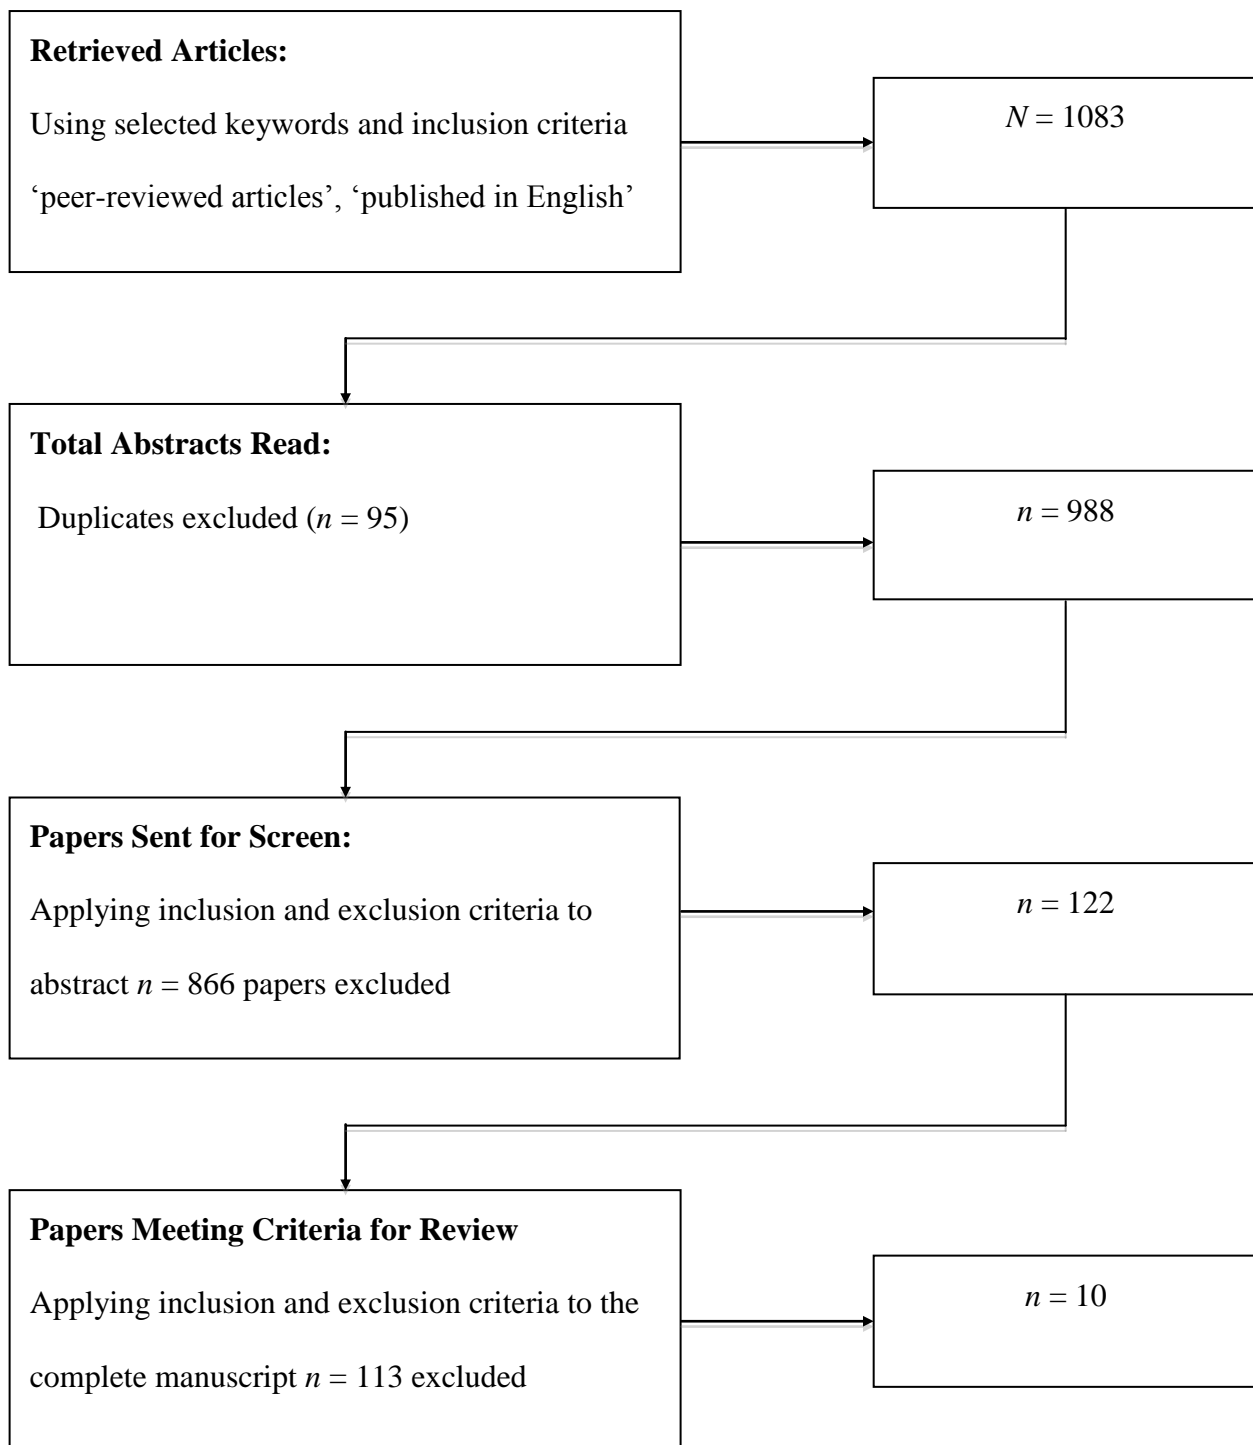 Retrieved Articles:
Using selected keywords and inclusion criteria
‘peer-reviewed articles’, ‘published in English’
N = 1083
Total Abstracts Read:
Duplicates excluded (n = 95)
n = 988
Papers Sent for Screen:
Applying inclusion and exclusion criteria to
abstract n = 866 papers excluded
n = 122
Papers Meeting Criteria for Review
Applying inclusion and exclusion criteria to the
complete manuscript n = 113 excluded
n = 10